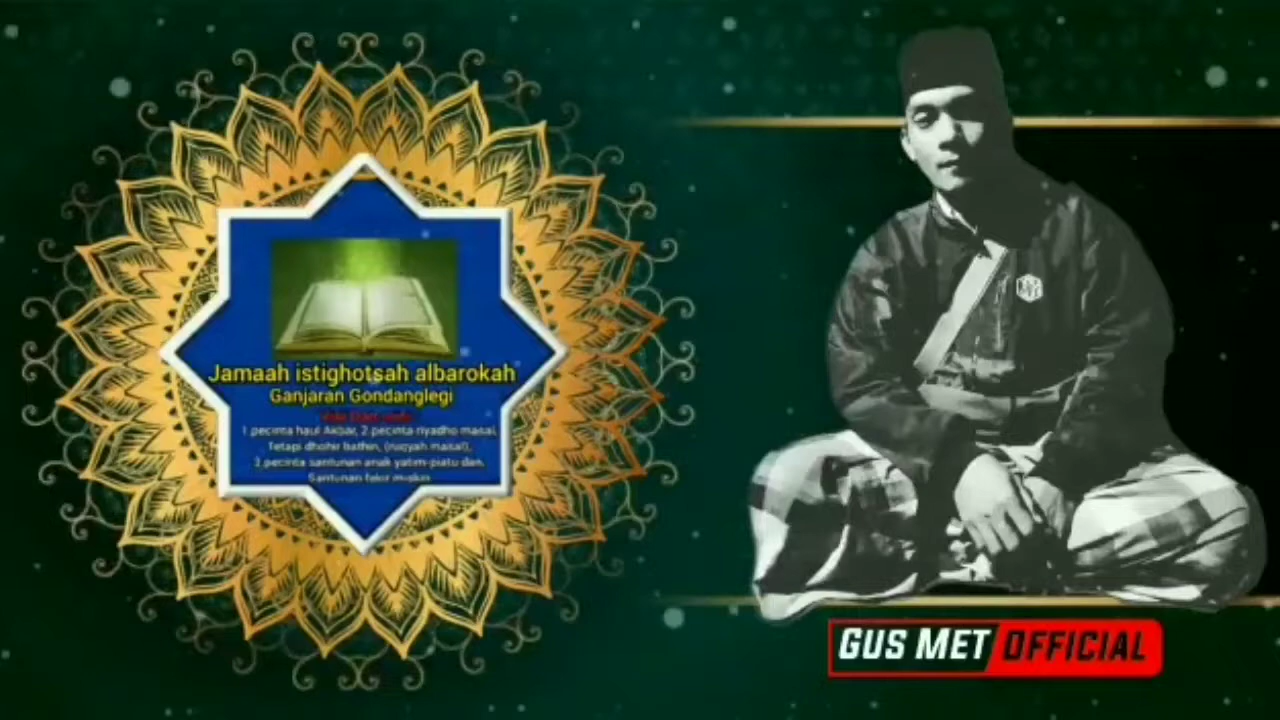 Jamaah istighotsah albarokah
Ganjaran Gondanglegi
1.pecinta haul Akbar, 2.pecinta riyadho masal,
Tetapi dhohir bathin, (ruqyah masal),
3.pecinta santunan anak yatim-piatu dan
Santunan fakir miskin
GUS MET OFFICIAL